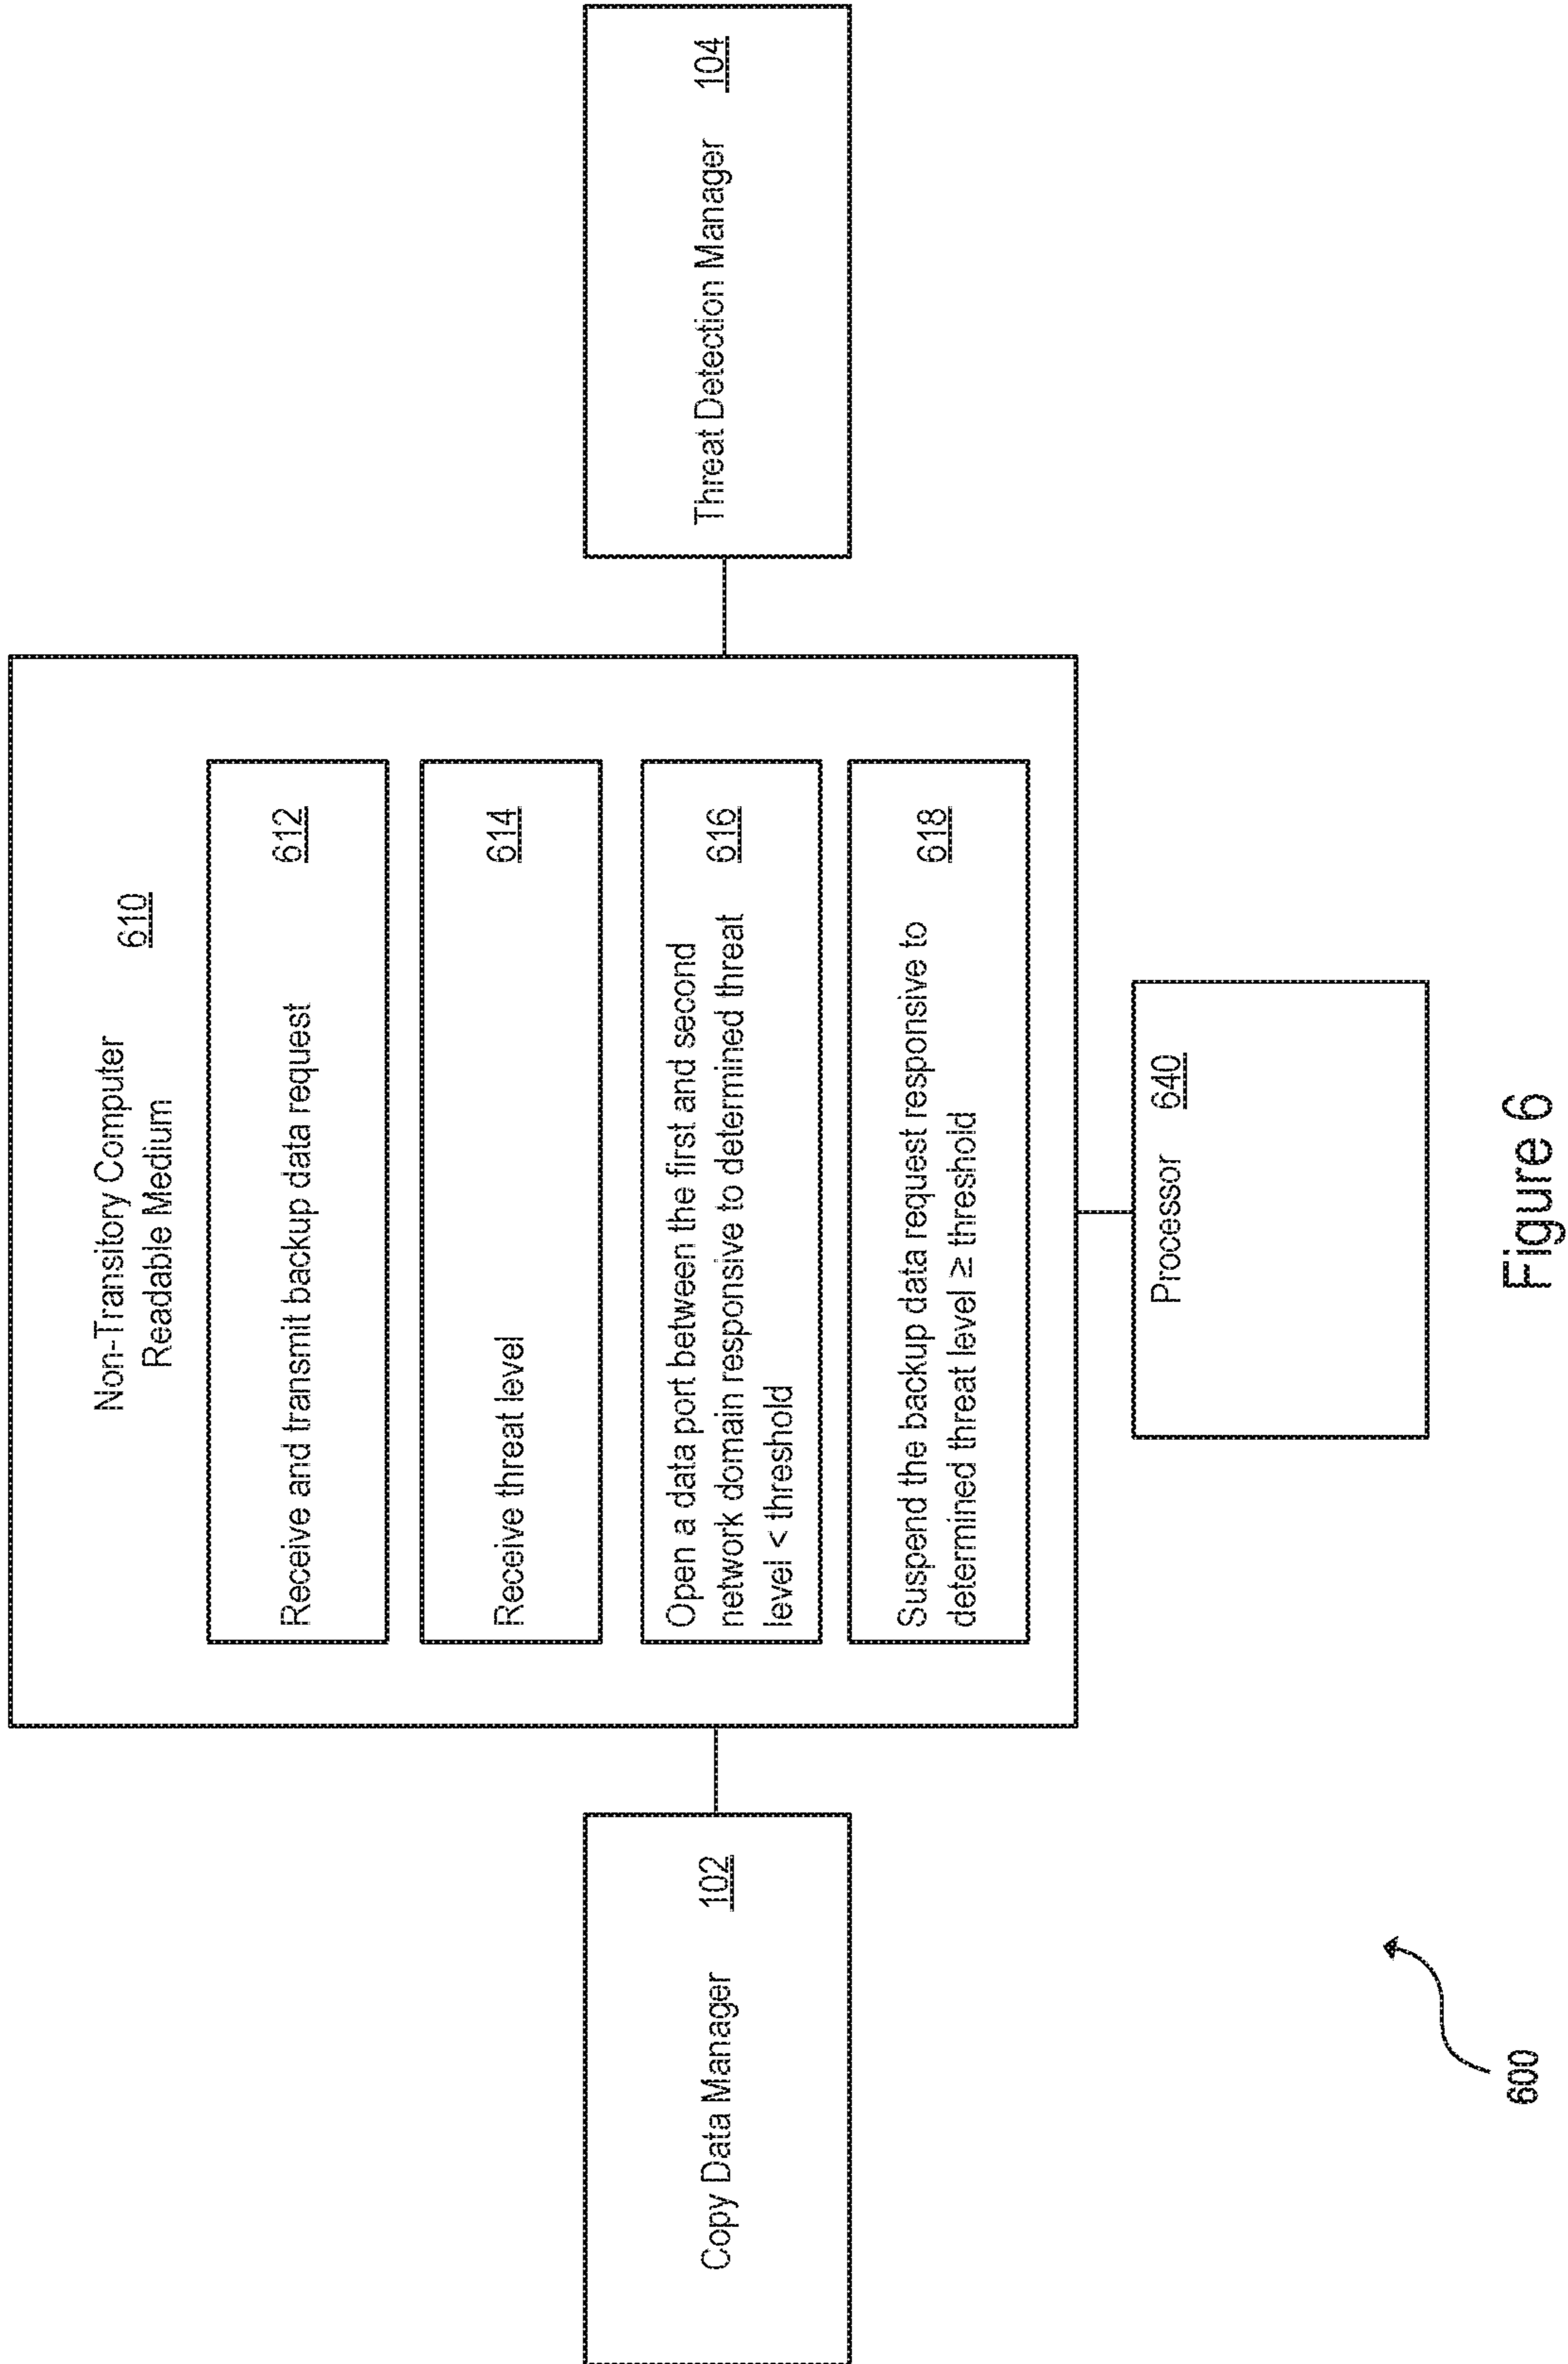 Non-Transitory Computer
Readable Medium 610
Receive and transmit backup data request 612
Receive threat level 614
Open a data port between the first and second
network domain responsive to determined threat 616
level < threshold
Suspend the backup data request responsive to 618
determined threat level ≥ threshold
Copy Data Manager 102
Threat Detection Manager 104
Processor 640
600
Figure 6